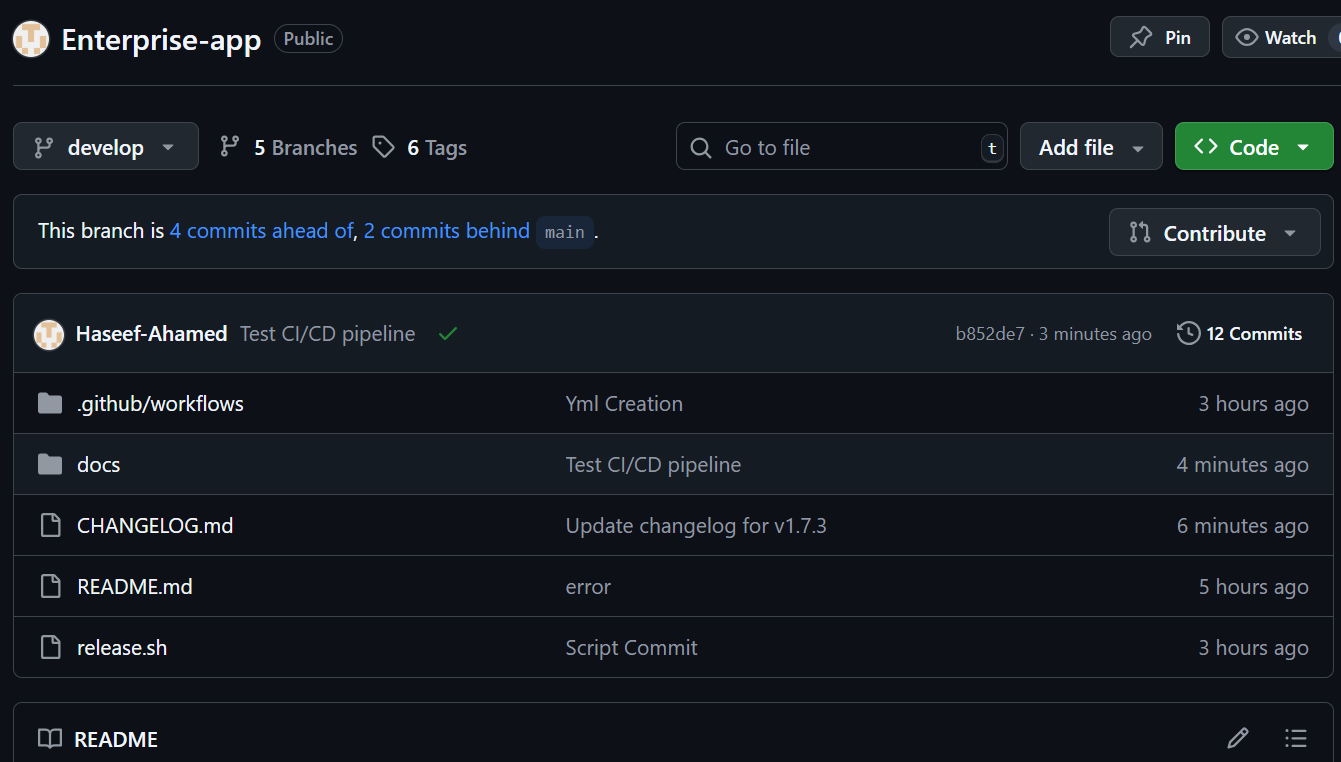 Enterprise-app Public Pin Watch
develop 5 Branches 6 Tags Go to file t Add file Code
This branch is 4 commits ahead of, 2 commits behind main .
Contribute
Haseef-Ahamed Test CI/CD pipeline b852de7 · 3 minutes ago 12 Commits
.github/workflows Yml Creation 3 hours ago
docs Test CI/CD pipeline 4 minutes ago
CHANGELOG.md Update changelog for v1.7.3 6 minutes ago
README.md error 5 hours ago
release.sh Script Commit 3 hours ago
README